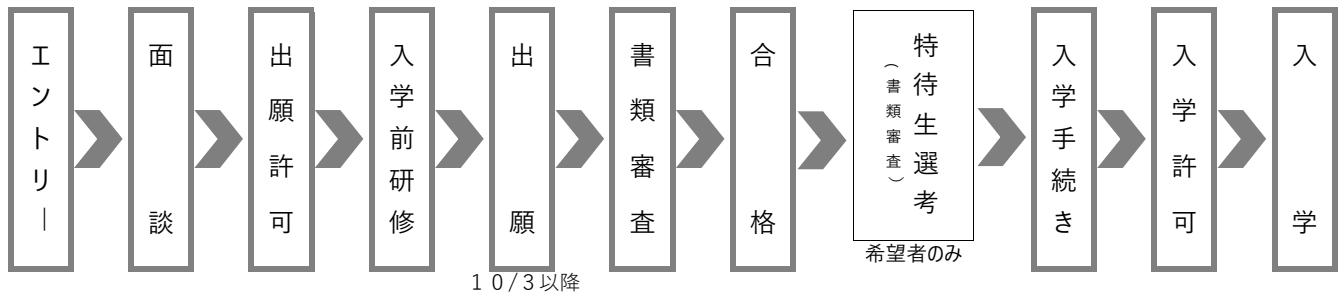 エントリー
面談
出願許可
入学前研修
出願
１０/３以降
書類審査
合格
特待生選考
（書類審査）
希望者のみ
入学手続き
入学許可
入学